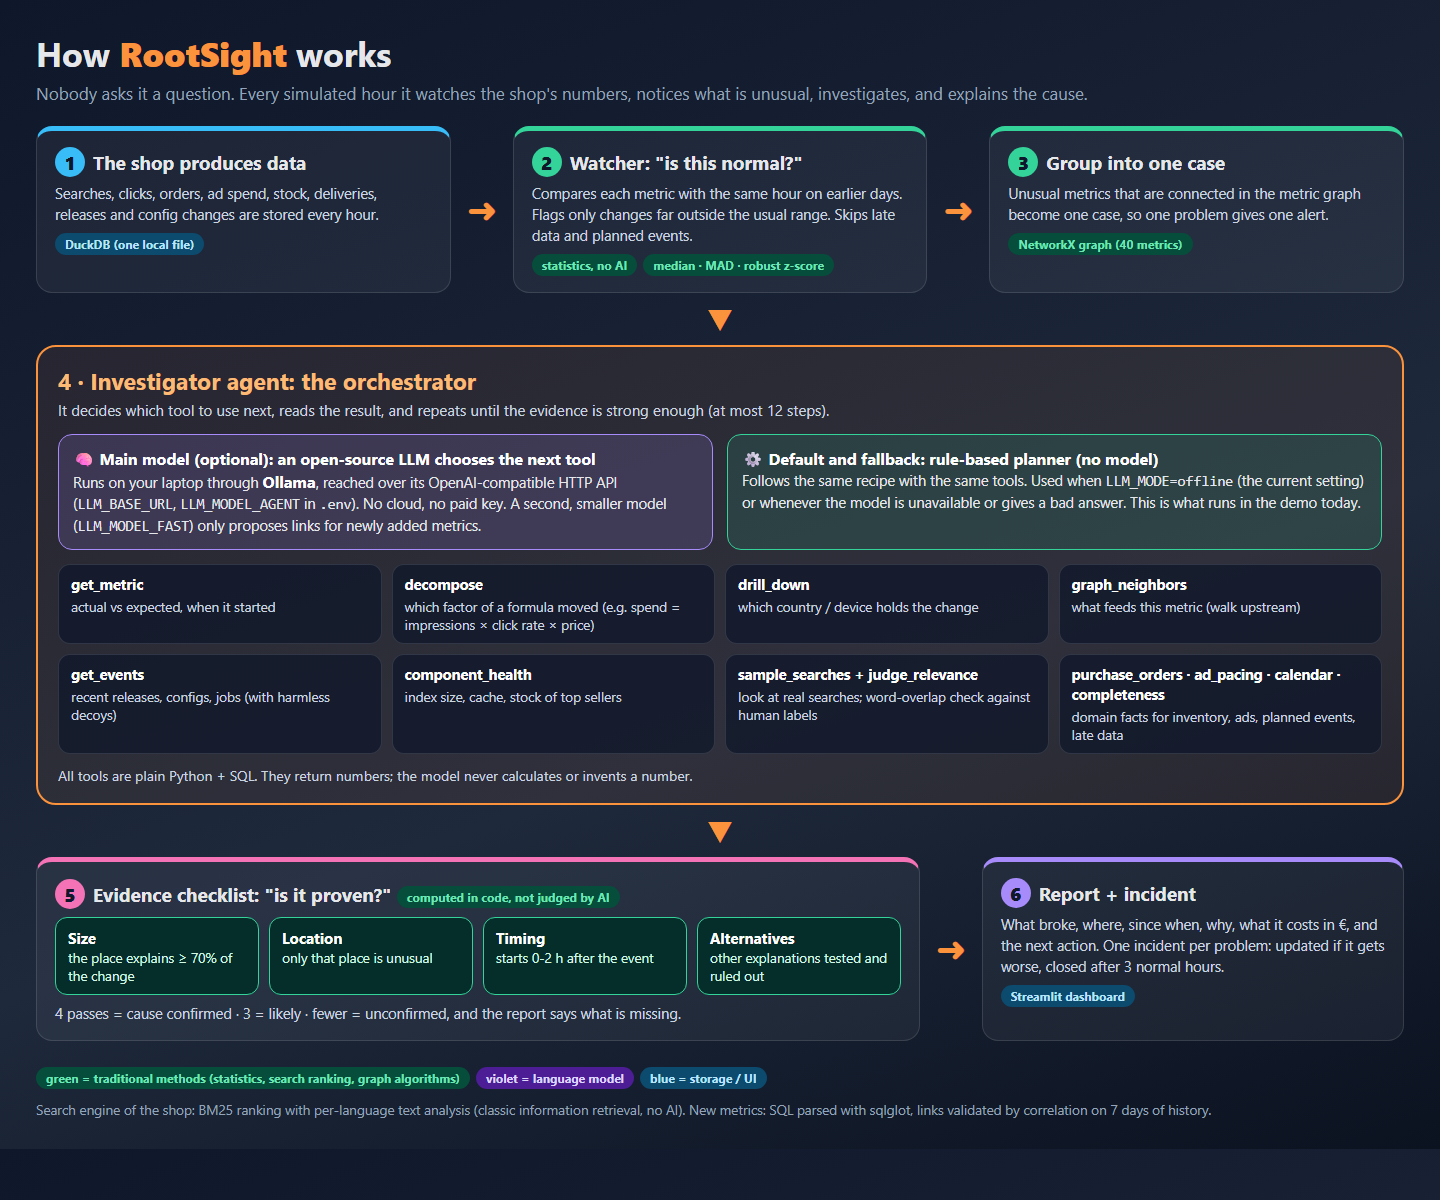 How RootSight works
Nobody asks it a question. Every simulated hour it watches the shop's numbers, notices what is unusual, investigates, and explains the cause.
1 The shop produces data
Searches, clicks, orders, ad spend, stock, deliveries,
releases and config changes are stored every hour.
DuckDB (one local file)
2 Watcher: "is this normal?"
Compares each metric with the same hour on earlier days.
Flags only changes far outside the usual range. Skips late
data and planned events.
statistics, no AI
median · MAD · robust z-score
3 Group into one case
Unusual metrics that are connected in the metric graph
become one case, so one problem gives one alert.
NetworkX graph (40 metrics)
4 · Investigator agent: the orchestrator
It decides which tool to use next, reads the result, and repeats until the evidence is strong enough (at most 12 steps).
Main model (optional): an open-source LLM chooses the next tool
Runs on your laptop through Ollama, reached over its OpenAI-compatible HTTP API
(LLM_BASE_URL, LLM_MODEL_AGENT in .env). No cloud, no paid key. A second, smaller model
(LLM_MODEL_FAST) only proposes links for newly added metrics.
Default and fallback: rule-based planner (no model)
Follows the same recipe with the same tools. Used when LLM_MODE=offline (the current setting)
or whenever the model is unavailable or gives a bad answer. This is what runs in the demo today.
get_metric
actual vs expected, when it started
decompose
which factor of a formula moved (e.g. spend =
impressions × click rate × price)
drill_down
which country / device holds the change
graph_neighbors
what feeds this metric (walk upstream)
get_events
recent releases, configs, jobs (with harmless
decoys)
component_health
index size, cache, stock of top sellers
sample_searches + judge_relevance
look at real searches; word-overlap check against
human labels
purchase_orders · ad_pacing · calendar ·
completeness
domain facts for inventory, ads, planned events,
late data
All tools are plain Python + SQL. They return numbers; the model never calculates or invents a number.
5 Evidence checklist: "is it proven?" computed in code, not judged by AI
Size
the place explains ≥ 70% of
the change
Location
only that place is unusual
Timing
starts 0-2 h after the event
Alternatives
other explanations tested and
ruled out
4 passes = cause confirmed · 3 = likely · fewer = unconfirmed, and the report says what is missing.
6 Report + incident
What broke, where, since when, why, what it costs in €, and
the next action. One incident per problem: updated if it gets
worse, closed after 3 normal hours.
Streamlit dashboard
green = traditional methods (statistics, search ranking, graph algorithms)
violet = language model
blue = storage / UI
Search engine of the shop: BM25 ranking with per-language text analysis (classic information retrieval, no AI). New metrics: SQL parsed with sqlglot, links validated by correlation on 7 days of history.